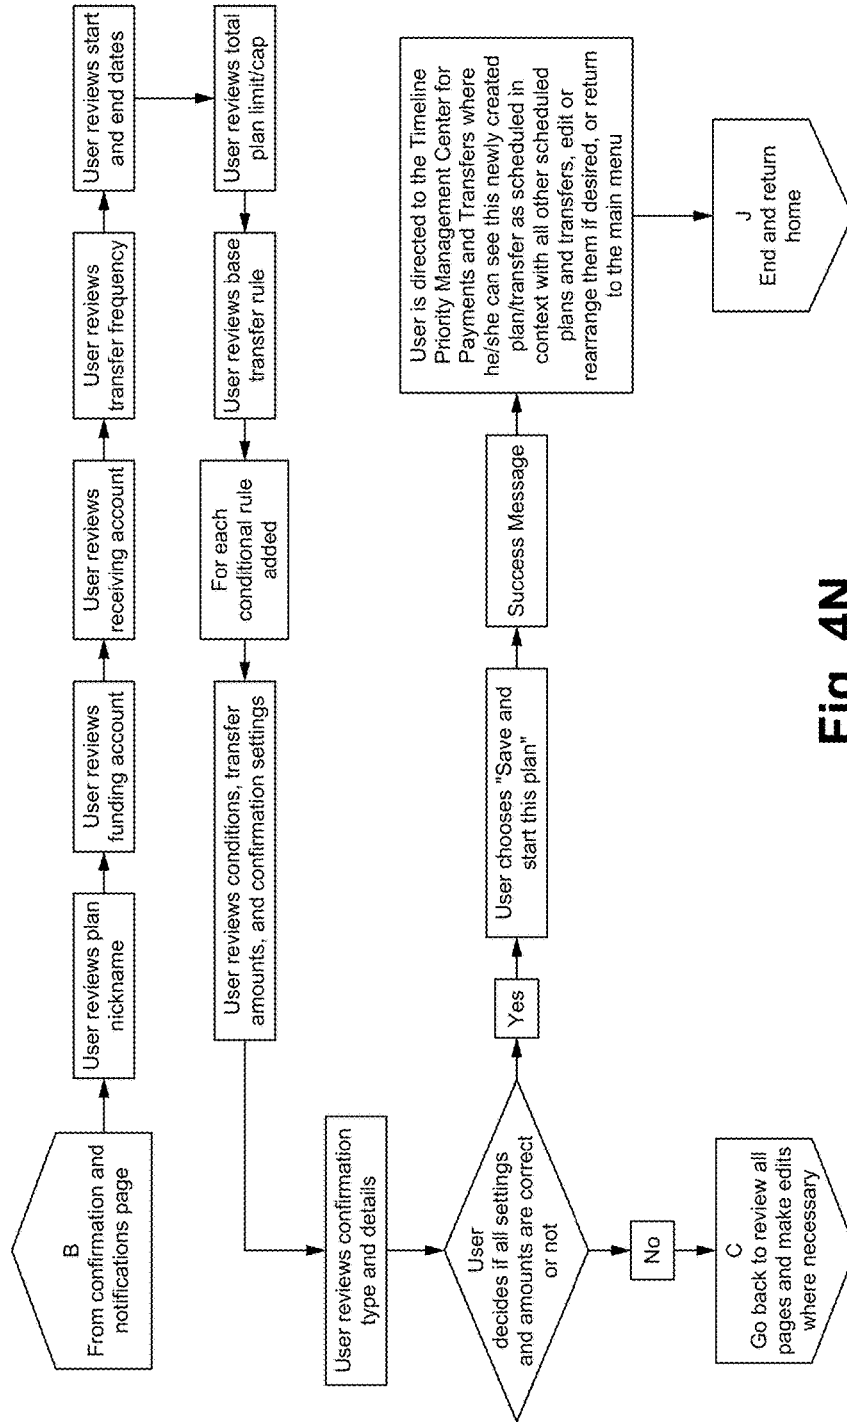 B
From confirmation and
notifications page
User reviews plan
nickname
User reviews
funding account
User reviews
receiving account
User reviews
transfer frequency
User reviews start
and end dates
User reviews total
plan limit/cap
User reviews base
transfer rule
For each
conditional rule
added
User reviews conditions, transfer
amounts, and confirmation settings
User reviews confirmation
type and details
User
decides if all settings
and amounts are correct
or not
Yes
User chooses "Save and
start this plan"
Success Message
User is directed to the Timeline
Priority Management Center for
Payments and Transfers where
he/she can see this newly created
plan/transfer as scheduled in
context with all other scheduled
plans and transfers, edit or
rearrange them if desired, or return
to the main menu
J
End and return
home
No
C
Go back to review all
pages and make edits
where necessary
Fig. 4N